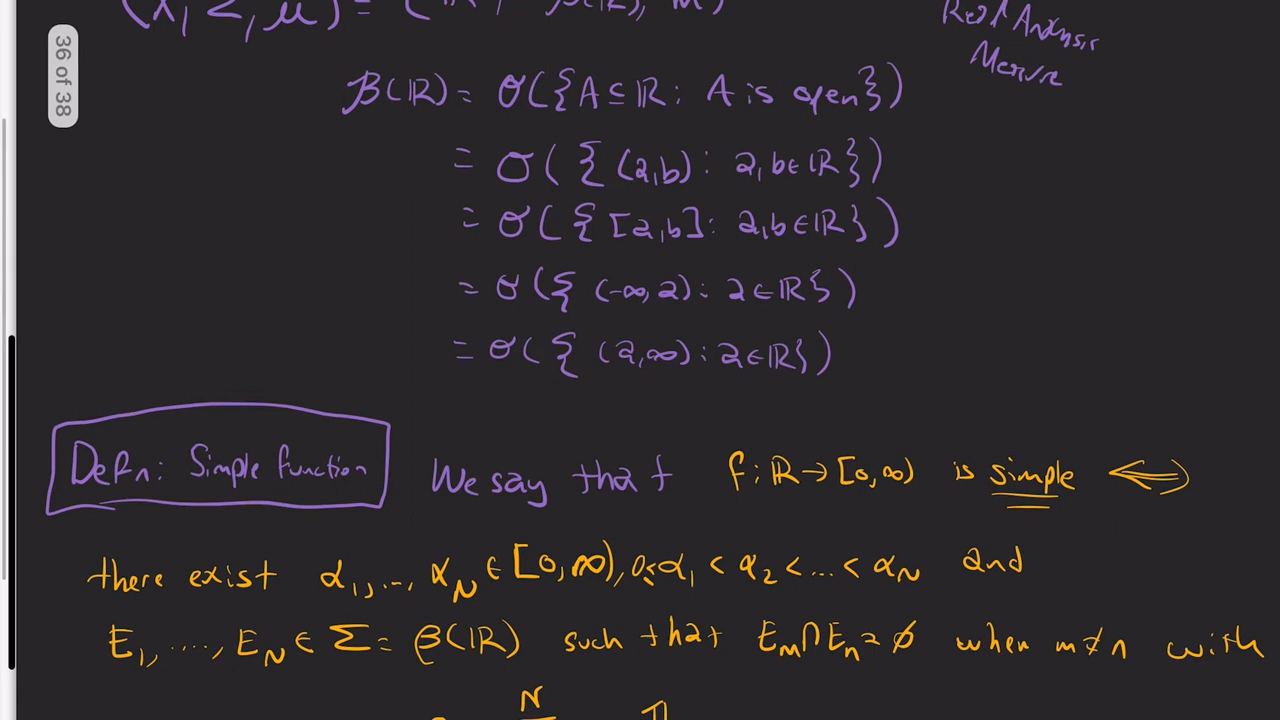 (X, Σ, μ) = (ℝ, β(ℝ), m)
Real Analysis
Measure
36 of 38
β(ℝ) = σ({A ⊆ ℝ : A is open})
= σ({(a,b) : a,b ∈ ℝ})
= σ({[a,b] : a,b ∈ ℝ})
= σ({(-∞,a) : a ∈ ℝ})
= σ({(a,∞) : a ∈ ℝ})
Defn: Simple function We say that f: ℝ → [0,∞) is simple ⟺
there exist α₁,..., α_N ∈ [0,∞), 0≤α₁ < α₂ < ... < α_N and
E₁, ...., E_N ∈ Σ = β(ℝ) such that E_m ∩ E_n = ∅ when m ≠ n with
N